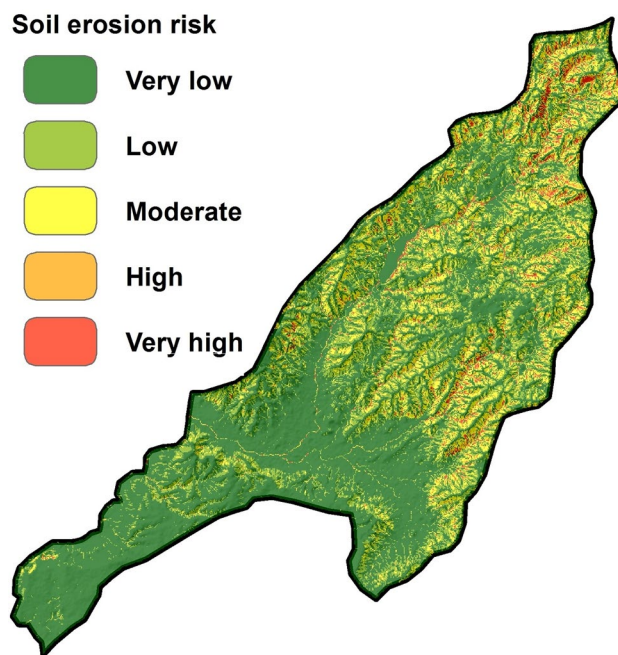 Soil erosion risk
Very low
Low
Moderate
High
Very high